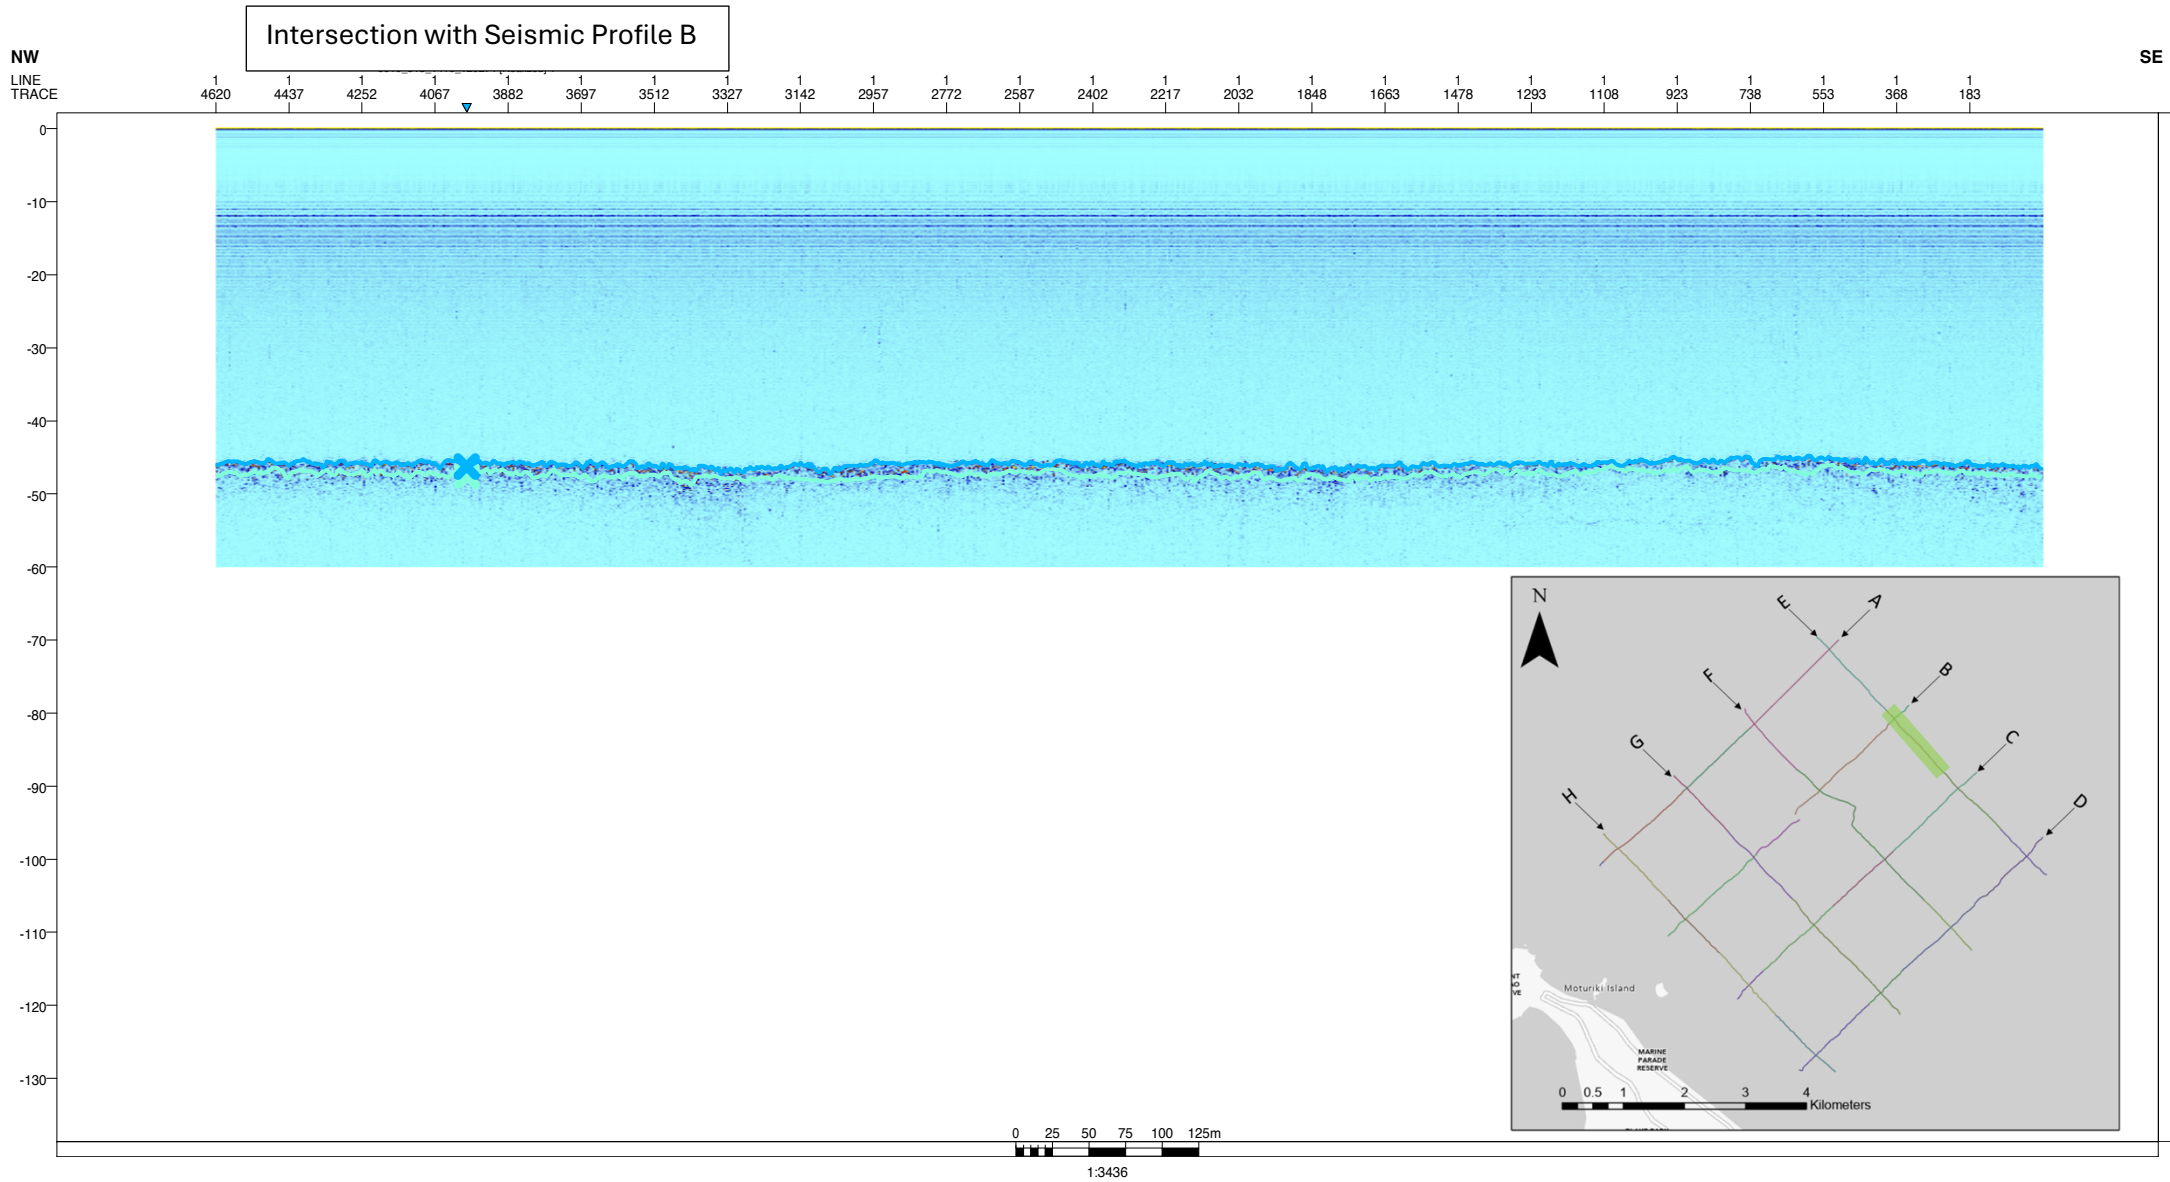 Intersection with Seismic Profile B
NW
SE
LINE 1 1 1 1 1 1 1 1 1 1 1 1 1 1 1 1 1 1 1 1 1 1 1 1 1
TRACE 4620 4437 4252 4067 3882 3697 3512 3327 3142 2957 2772 2587 2402 2217 2032 1848 1663 1478 1293 1108 923 738 553 368 183
0
-10
-20
-30
-40
-50
-60
-70
-80
-90
-100
-110
-120
-130
N
E
A
F
B
G
C
H
D
Moturiki Island
NT
VE
MARINE
PARADE
RESERVE
0 0.5 1 2 3 4
Kilometers
0 25 50 75 100 125m
1:3436